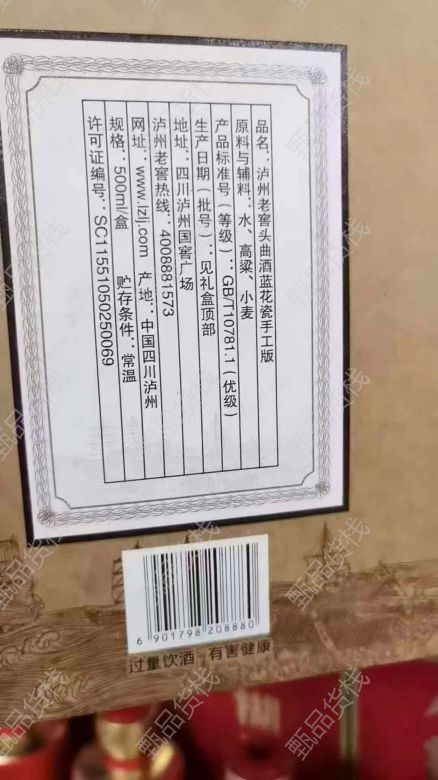 品名：泸州老窖头曲酒蓝花瓷手工版
原料与辅料：水、高粱、小麦
产品标准号（等级）：GB/T10781.1（优级）
生产日期（批号）：见礼盒顶部
地址：四川泸州国窖广场
泸州老窖热线：4008881573
网址：www.lzlj.com 产地：中国四川泸州
规格：500ml/盒 贮存条件：常温
许可证编号：SC11551050250069
6 901798 208880
过量饮酒 有害健康
甄品货栈